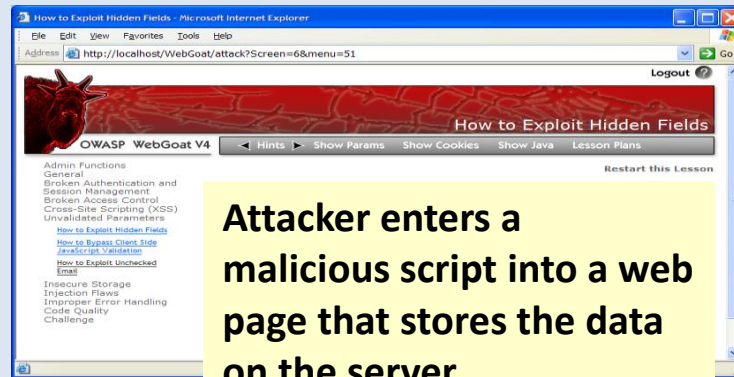 How to Exploit Hidden Fields - Microsoft Internet Explorer
File Edit View Favorites Tools Help
Address http://localhost/WebGoat/attack?Screen=6&menu=51 Go
Logout ?
How to Exploit Hidden Fields
OWASP WebGoat V4 Hints Show Params Show Cookies Show Java Lesson Plans
Restart this Lesson
Admin Functions
General
Broken Authentication and
Session Management
Broken Access Control
Cross-Site Scripting (XSS)
Unvalidated Parameters
How to Exploit Hidden Fields
How to Bypass Client Side
JavaScript Validation
How to Exploit Unchecked
Email
Insecure Storage
Injection Flaws
Improper Error Handling
Code Quality
Challenge
Attacker enters a
malicious script into a web
page that stores the data
on the server